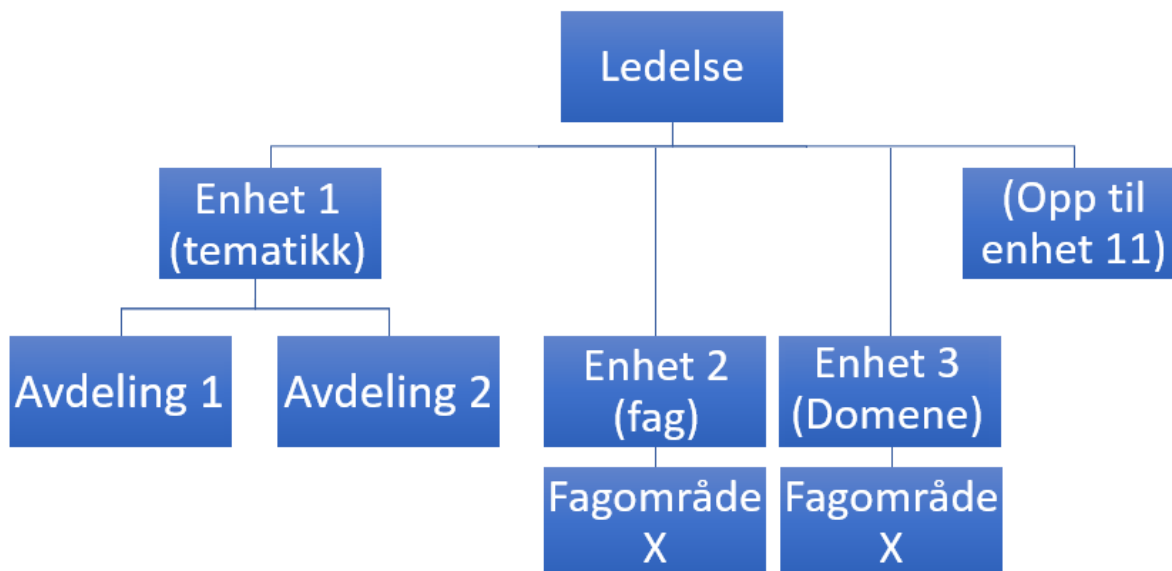 Ledelse
Enhet 1
(tematikk)
(Opp til
enhet 11)
Avdeling 1
Avdeling 2
Enhet 2
(fag)
Enhet 3
(Domene)
Fagområde
X
Fagområde
X